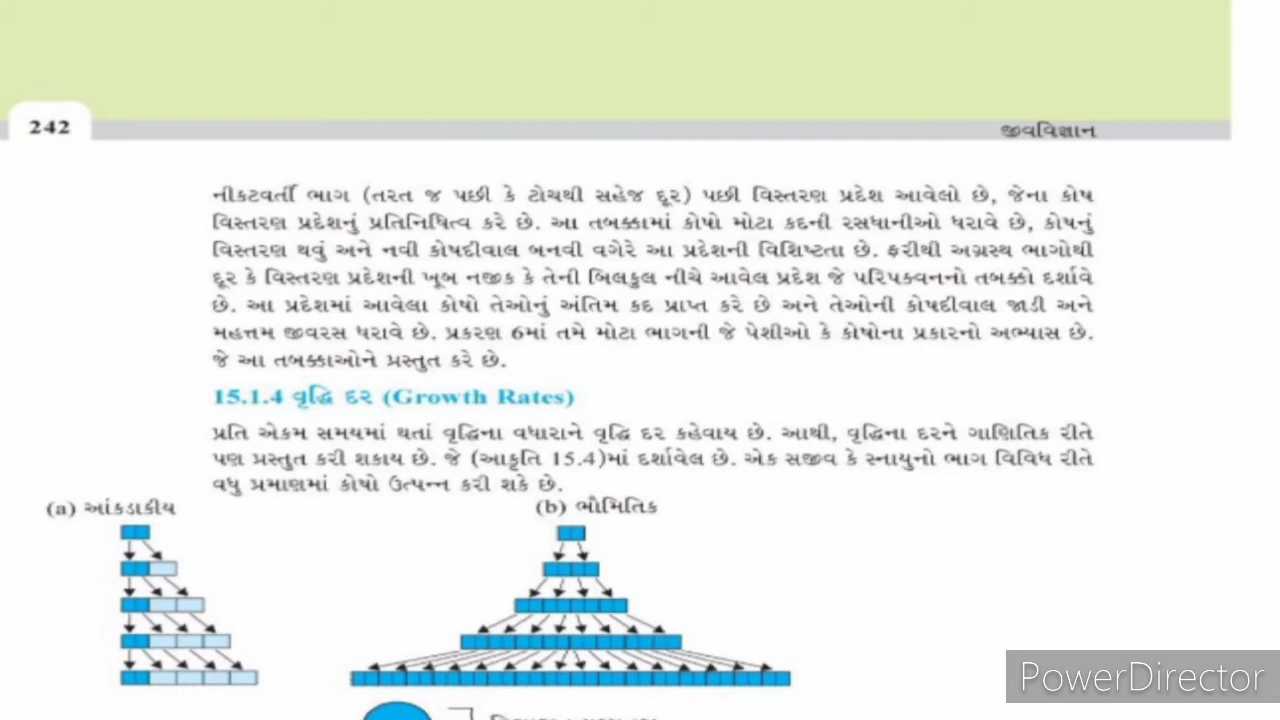 242
જીવવિજ્ઞાન
નીકટવર્તી ભાગ (તરત જ પછી કે ટોચથી સહેજ દૂર) પછી વિસ્તરણ પ્રદેશ આવેલો છે, જેના કોષ
વિસ્તરણ પ્રદેશનું પ્રતિનિધિત્વ કરે છે. આ તબક્કામાં કોષો મોટા કદની રસધાનીઓ ધરાવે છે, કોષનું
વિસ્તરણ થવું અને નવી કોષદીવાલ બનવી વગેરે આ પ્રદેશની વિશિષ્ટતા છે. ફરીથી અગ્રસ્થ ભાગોથી
દૂર કે વિસ્તરણ પ્રદેશની ખૂબ નજીક કે તેની બિલકુલ નીચે આવેલ પ્રદેશ જે પરિપક્વનનો તબક્કો દર્શાવે
છે. આ પ્રદેશમાં આવેલા કોષો તેઓનું અંતિમ કદ પ્રાપ્ત કરે છે અને તેઓની કોષદીવાલ જાડી અને
મહત્તમ જીવરસ ધરાવે છે. પ્રકરણ 6માં તમે મોટા ભાગની જે પેશીઓ કે કોષોના પ્રકારનો અભ્યાસ છે.
જે આ તબક્કાઓને પ્રસ્તુત કરે છે.
15.1.4 વૃદ્ધિ દર (Growth Rates)
પ્રતિ એકમ સમયમાં થતાં વૃદ્ધિના વધારાને વૃદ્ધિ દર કહેવાય છે. આથી, વૃદ્ધિના દરને ગાણિતિક રીતે
પણ પ્રસ્તુત કરી શકાય છે. જે (આકૃતિ 15.4)માં દર્શાવેલ છે. એક સજીવ કે સ્નાયુનો ભાગ વિવિધ રીતે
વધુ પ્રમાણમાં કોષો ઉત્પન્ન કરી શકે છે.
(a) આંકડાકીય
(b) ભૌમિતિક
PowerDirector